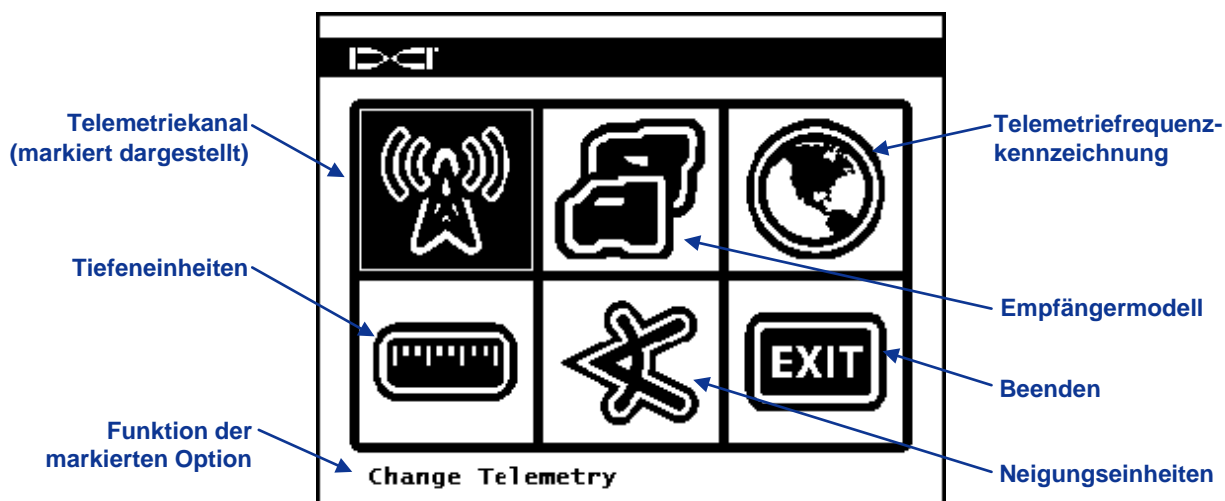 DCI
Telemetriekanal
(markiert dargestellt)
Telemetriefrequenz-
kennzeichnung
Tiefeneinheiten
Empfängermodell
EXIT
Beenden
Funktion der
markierten Option
Change Telemetry
Neigungseinheiten